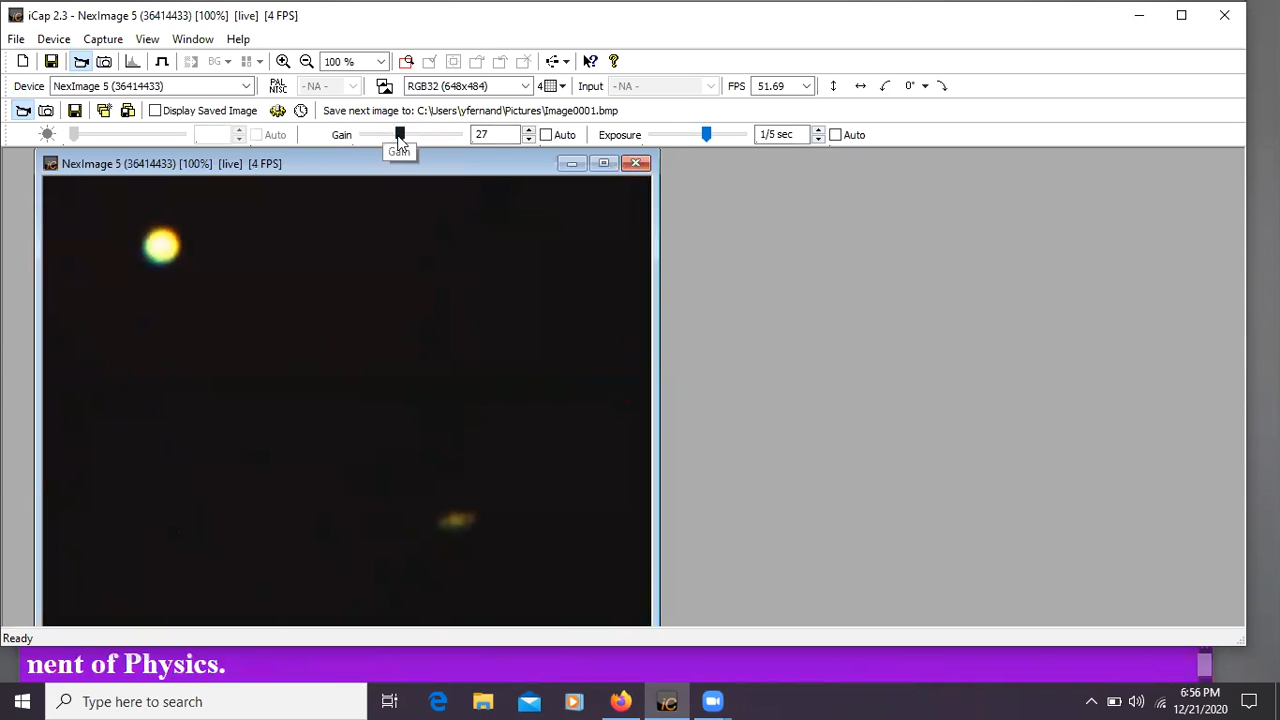 iCap 2.3 - NexImage 5 (36414433) [100%] [live] [4 FPS]
File Device Capture View Window Help
BG 100 %
Device NexImage 5 (36414433) PAL NTSC - NA - RGB32 (648x484) 4 Input - NA - FPS 51.69 0°
Display Saved Image Save next image to: C:\Users\yfernand\Pictures\Image0001.bmp
Auto Gain 27 Auto Exposure 1/5 sec Auto
Gain
NexImage 5 (36414433) [100%] [live] [4 FPS]
Ready
nent of Physics.
Type here to search
6:56 PM
12/21/2020